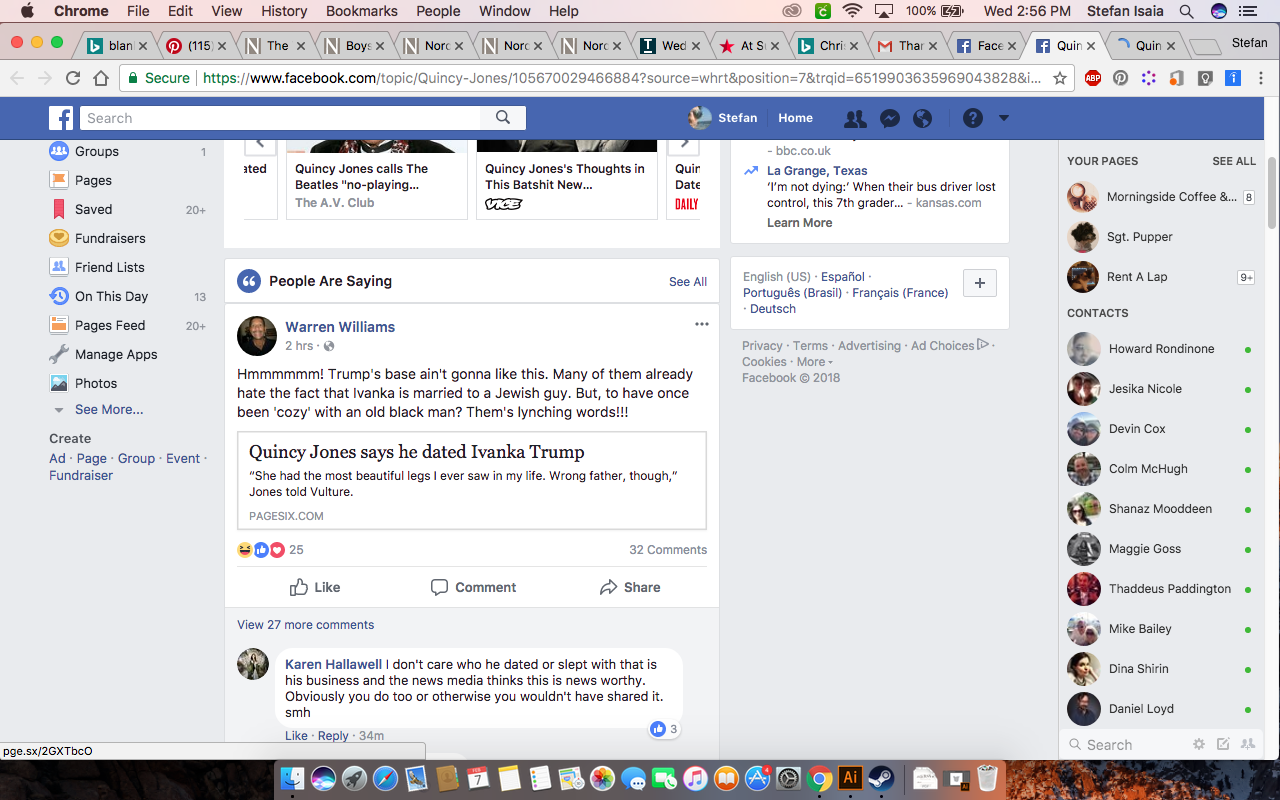 Chrome File Edit View History Bookmarks People Window Help 100% Wed 2:56 PM Stefan Isaia
blan (115) The Boys Nord Nord Nord Wed At S Chris Than Face Quin Quin Stefan
Secure https://www.facebook.com/topic/Quincy-Jones/105670029466884?source=whrt&position=7&trqid=6519903635969043828&i...
ABP
Search
Stefan Home
Groups 1
Pages
Saved 20+
Fundraisers
Friend Lists
On This Day 13
Pages Feed 20+
Manage Apps
Photos
See More...
Create
Ad · Page · Group · Event ·
Fundraiser
ated
Quincy Jones calls The
Beatles "no-playing...
The A.V. Club
Quincy Jones's Thoughts in
This Batshit New...
VICE
Quin
Date
DAILY
People Are Saying
See All
Warren Williams
2 hrs ·
Hmmmmmm! Trump's base ain't gonna like this. Many of them already
hate the fact that Ivanka is married to a Jewish guy. But, to have once
been 'cozy' with an old black man? Them's lynching words!!!
Quincy Jones says he dated Ivanka Trump
“She had the most beautiful legs I ever saw in my life. Wrong father, though,”
Jones told Vulture.
PAGESIX.COM
25
32 Comments
Like Comment Share
View 27 more comments
Karen Hallawell I don't care who he dated or slept with that is
his business and the news media thinks this is news worthy.
Obviously you do too or otherwise you wouldn't have shared it.
smh
3
Like · Reply · 34m
- bbc.co.uk
La Grange, Texas
‘I’m not dying:’ When their bus driver lost
control, this 7th grader... - kansas.com
Learn More
English (US) · Español ·
Português (Brasil) · Français (France)
· Deutsch
Privacy · Terms · Advertising · Ad Choices ·
Cookies · More
Facebook © 2018
YOUR PAGES SEE ALL
Morningside Coffee &... 8
Sgt. Pupper
Rent A Lap 9+
CONTACTS
Howard Rondinone
Jesika Nicole
Devin Cox
Colm McHugh
Shanaz Mooddeen
Maggie Goss
Thaddeus Paddington
Mike Bailey
Dina Shirin
Daniel Loyd
Search
pge.sx/2GXTbcO
FEB
7
4
Ai